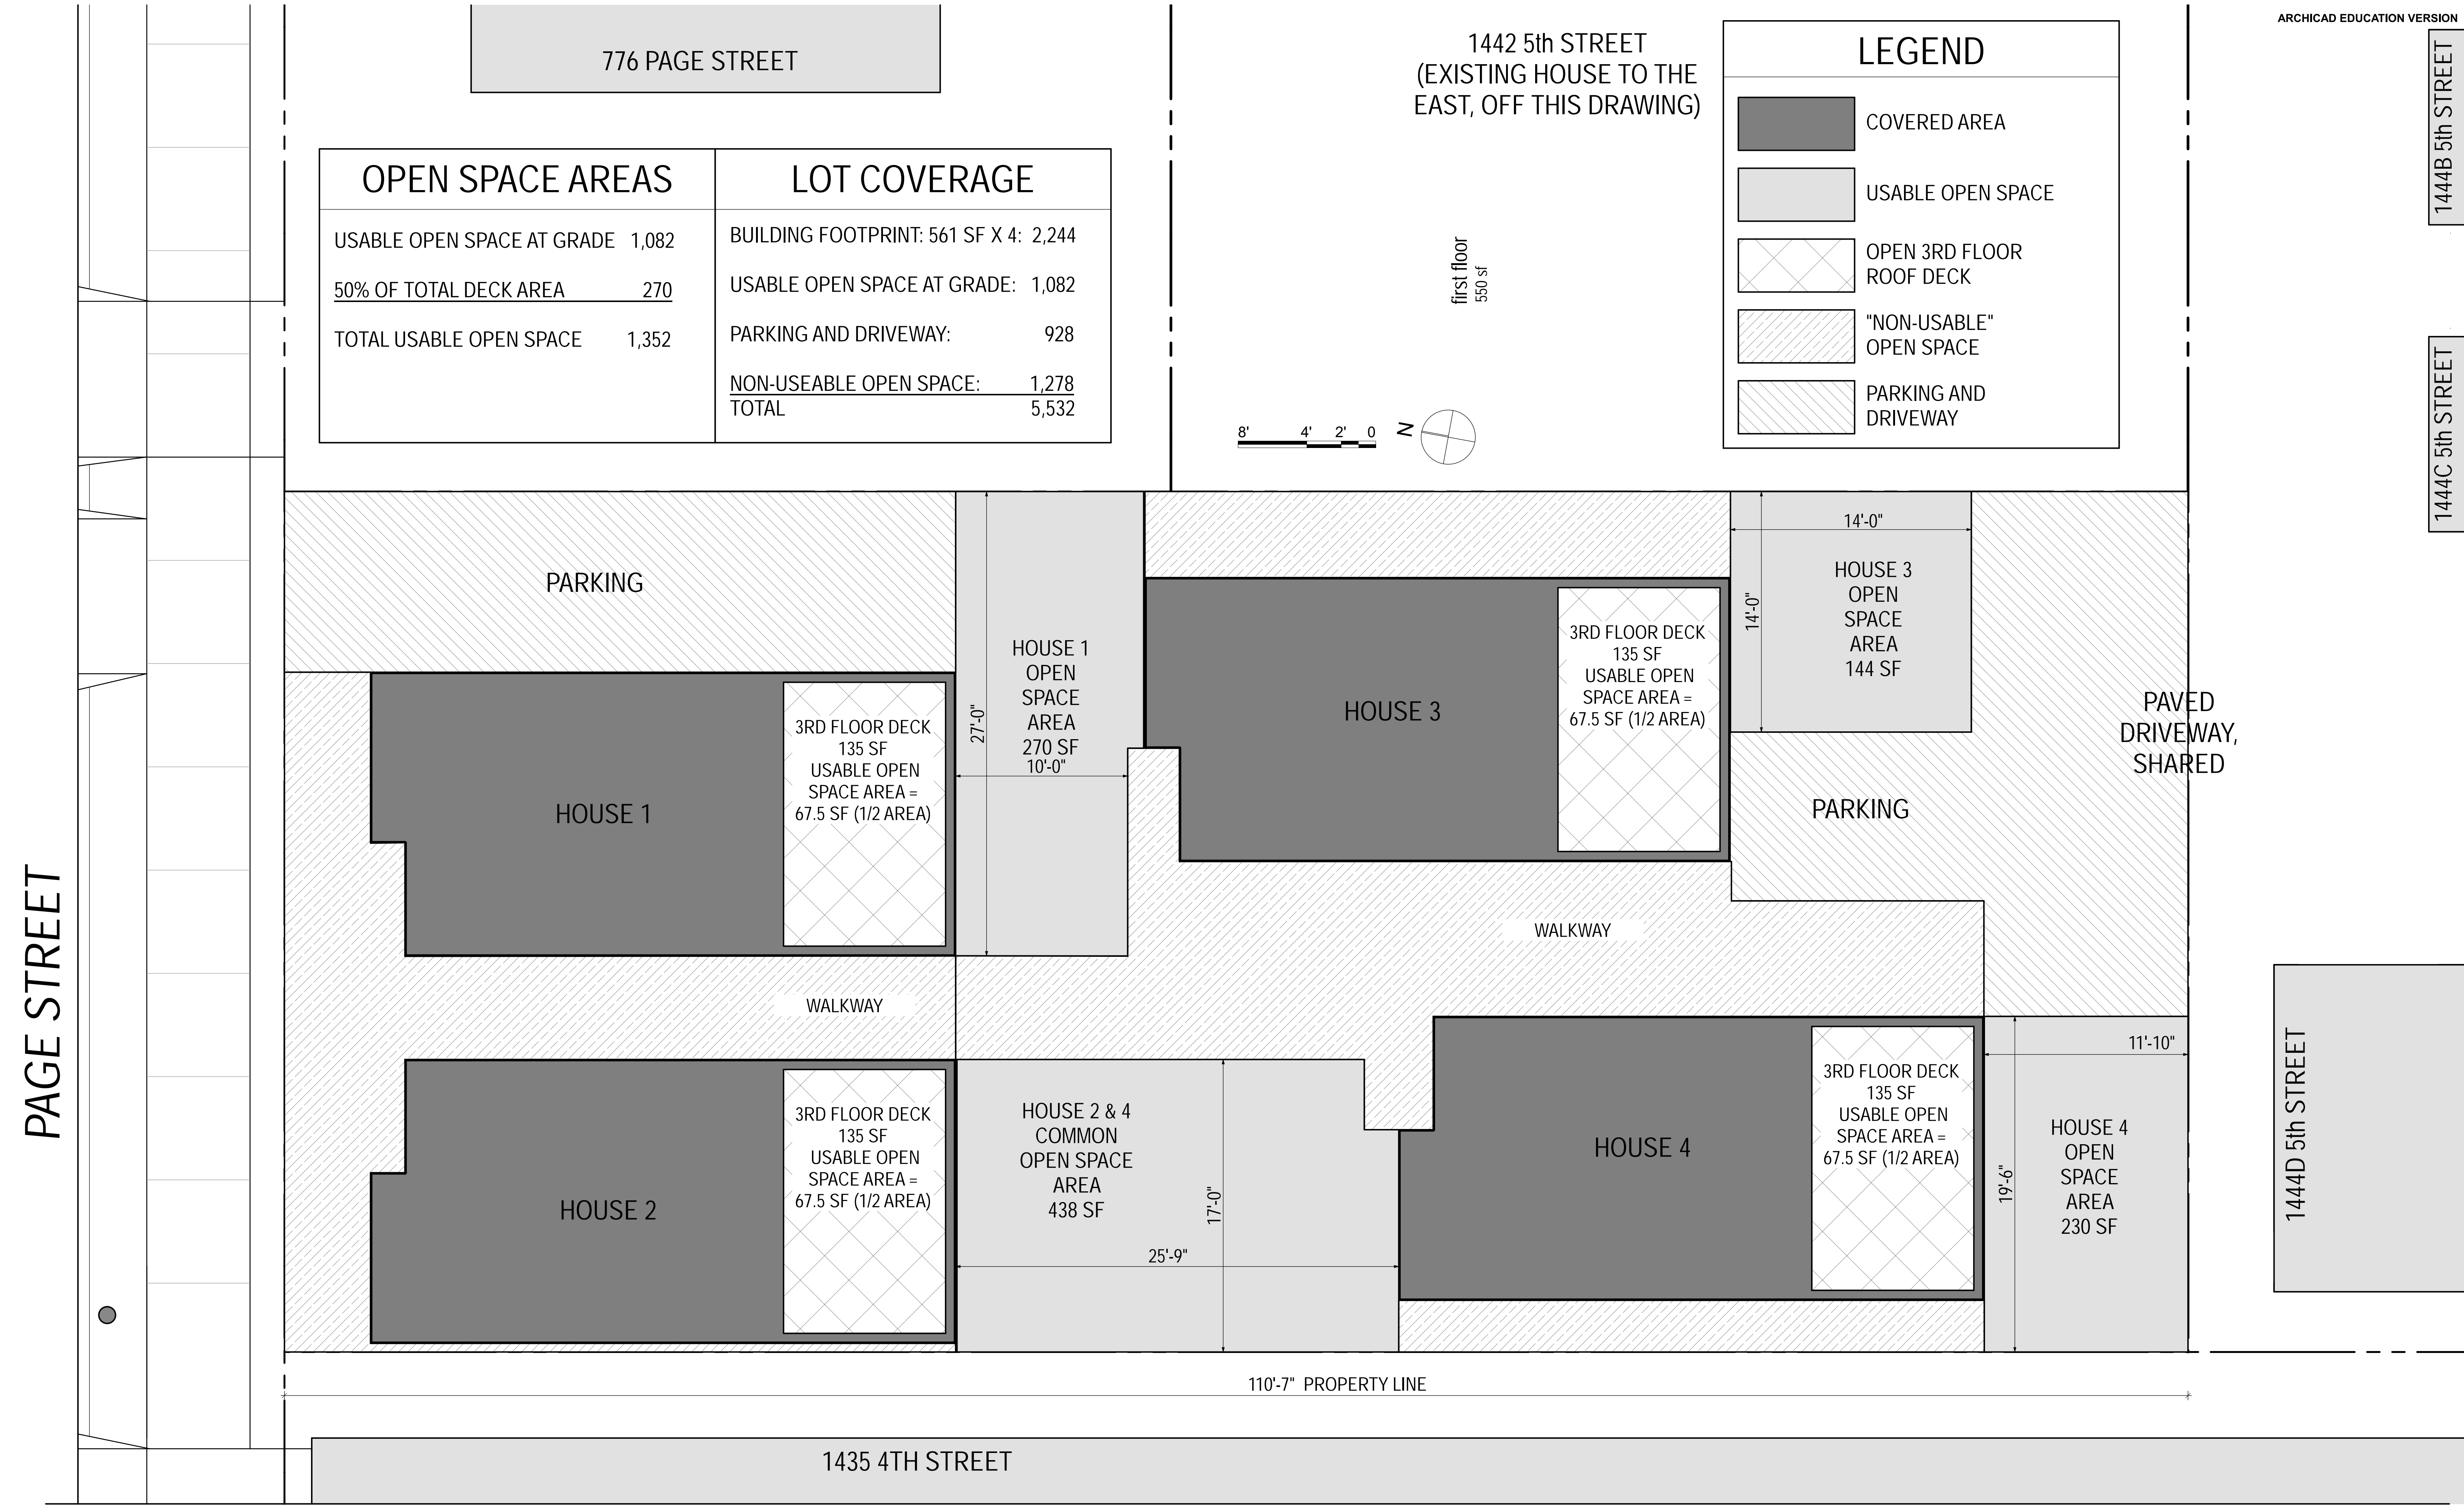 ARCHICAD EDUCATION VERSION
776 PAGE STREET
1442 5th STREET
(EXISTING HOUSE TO THE
EAST, OFF THIS DRAWING)
LEGEND
COVERED AREA
USABLE OPEN SPACE
OPEN 3RD FLOOR
ROOF DECK
"NON-USABLE"
OPEN SPACE
PARKING AND
DRIVEWAY
1444B 5th STREET
1444C 5th STREET
OPEN SPACE AREAS
USABLE OPEN SPACE AT GRADE 1,082
50% OF TOTAL DECK AREA 270
TOTAL USABLE OPEN SPACE 1,352
LOT COVERAGE
BUILDING FOOTPRINT: 561 SF X 4: 2,244
USABLE OPEN SPACE AT GRADE: 1,082
PARKING AND DRIVEWAY: 928
NON-USEABLE OPEN SPACE: 1,278
TOTAL 5,532
first floor
550 sf
8' 4' 2' 0
N
PARKING
HOUSE 1
3RD FLOOR DECK
135 SF
USABLE OPEN
SPACE AREA =
67.5 SF (1/2 AREA)
27'-0"
HOUSE 1
OPEN
SPACE
AREA
270 SF
10'-0"
HOUSE 3
3RD FLOOR DECK
135 SF
USABLE OPEN
SPACE AREA =
67.5 SF (1/2 AREA)
14'-0"
14'-0"
HOUSE 3
OPEN
SPACE
AREA
144 SF
PAVED
DRIVEWAY,
SHARED
PARKING
WALKWAY
WALKWAY
PAGE STREET
HOUSE 2
3RD FLOOR DECK
135 SF
USABLE OPEN
SPACE AREA =
67.5 SF (1/2 AREA)
HOUSE 2 & 4
COMMON
OPEN SPACE
AREA
438 SF
17'-0"
25'-9"
HOUSE 4
3RD FLOOR DECK
135 SF
USABLE OPEN
SPACE AREA =
67.5 SF (1/2 AREA)
11'-10"
19'-6"
HOUSE 4
OPEN
SPACE
AREA
230 SF
1444D 5th STREET
110'-7" PROPERTY LINE
1435 4TH STREET